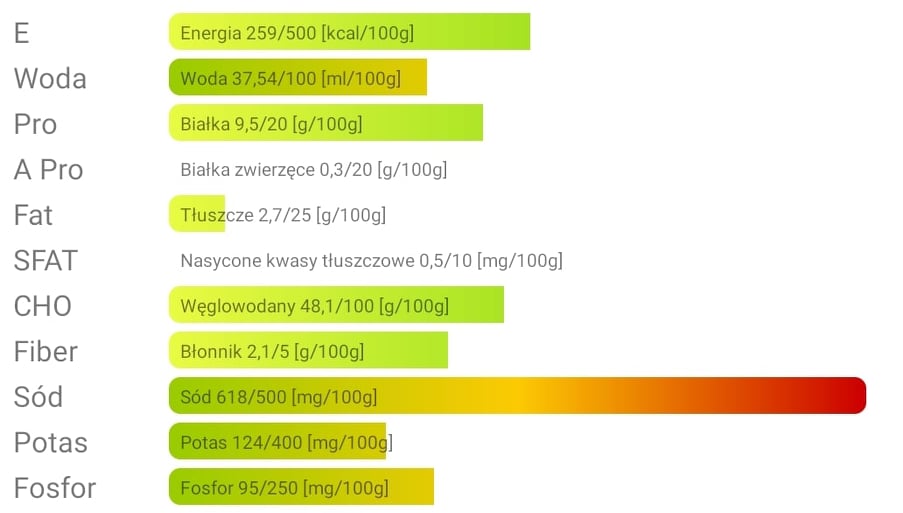 E Energia 259/500 [kcal/100g]
Woda Woda 37,54/100 [ml/100g]
Pro Białka 9,5/20 [g/100g]
A Pro Białka zwierzęce 0,3/20 [g/100g]
Fat Tłuszcze 2,7/25 [g/100g]
SFAT Nasycone kwasy tłuszczowe 0,5/10 [mg/100g]
CHO Węglowodany 48,1/100 [g/100g]
Fiber Błonnik 2,1/5 [g/100g]
Sód Sód 618/500 [mg/100g]
Potas Potas 124/400 [mg/100g]
Fosfor Fosfor 95/250 [mg/100g]